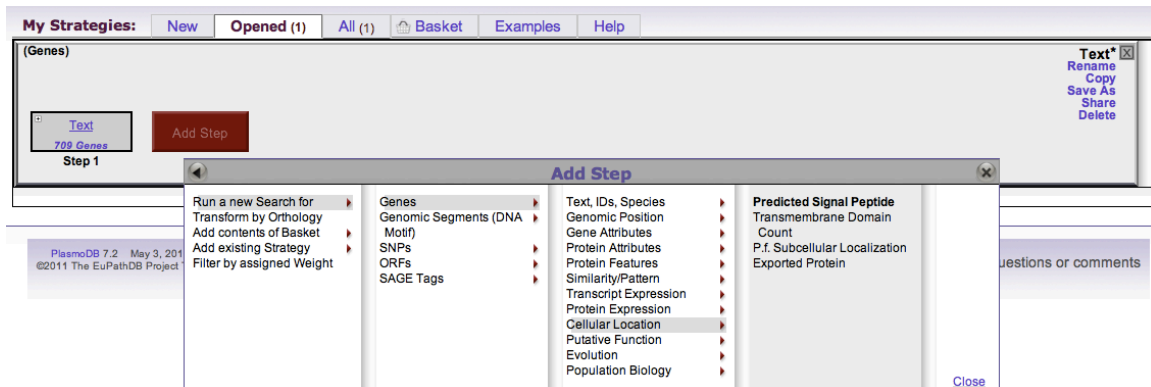 My Strategies: New Opened (1) All (1) Basket Examples Help
(Genes)
Text*
Rename
Copy
Save As
Share
Delete
Text
709 Genes
Step 1
Add Step
Add Step
Run a new Search for
Transform by Orthology
Add contents of Basket
Add existing Strategy
Filter by assigned Weight
Genes
Genomic Segments (DNA
Motif)
SNPs
ORFs
SAGE Tags
Text, IDs, Species
Genomic Position
Gene Attributes
Protein Attributes
Protein Features
Similarity/Pattern
Transcript Expression
Protein Expression
Cellular Location
Putative Function
Evolution
Population Biology
Predicted Signal Peptide
Transmembrane Domain
Count
P.f. Subcellular Localization
Exported Protein
Close
PlasmoDB 7.2 May 3, 201
©2011 The EuPathDB Project
uestions or comments